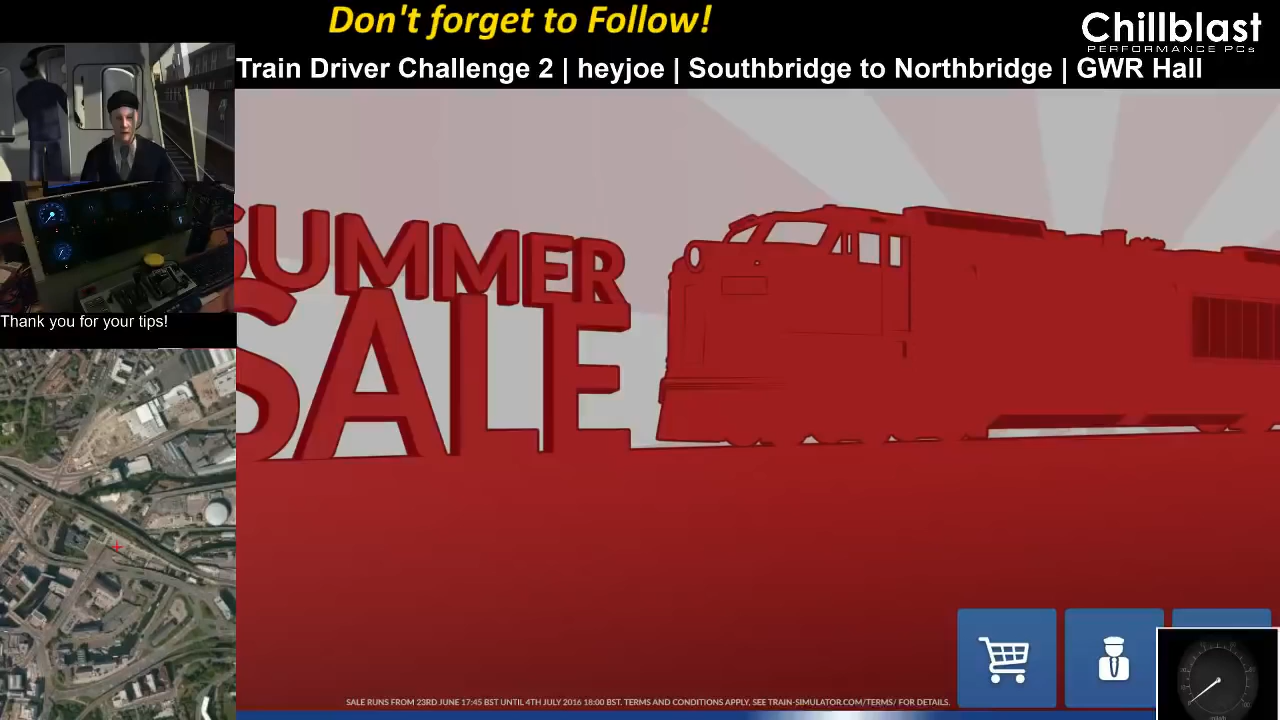 Don't forget to Follow!
Chillblast
PERFORMANCE PCs
Train Driver Challenge 2 | heyjoe | Southbridge to Northbridge | GWR Hall
SUMMER
SALE
Thank you for your tips!
SALE RUNS FROM 23RD JUNE 17:45 BST UNTIL 4TH JULY 2016 18:00 BST. TERMS AND CONDITIONS APPLY, SEE TRAIN-SIMULATOR.COM/TERMS/ FOR DETAILS.